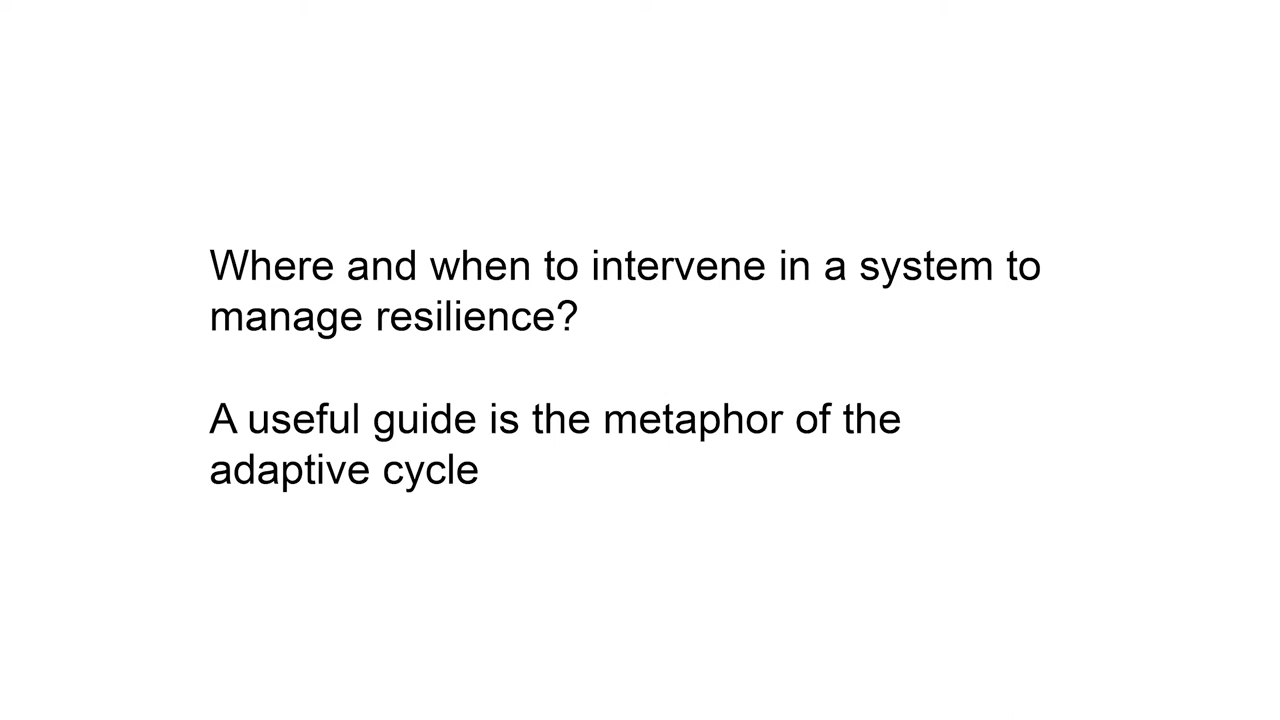 Where and when to intervene in a system to
manage resilience?
A useful guide is the metaphor of the
adaptive cycle